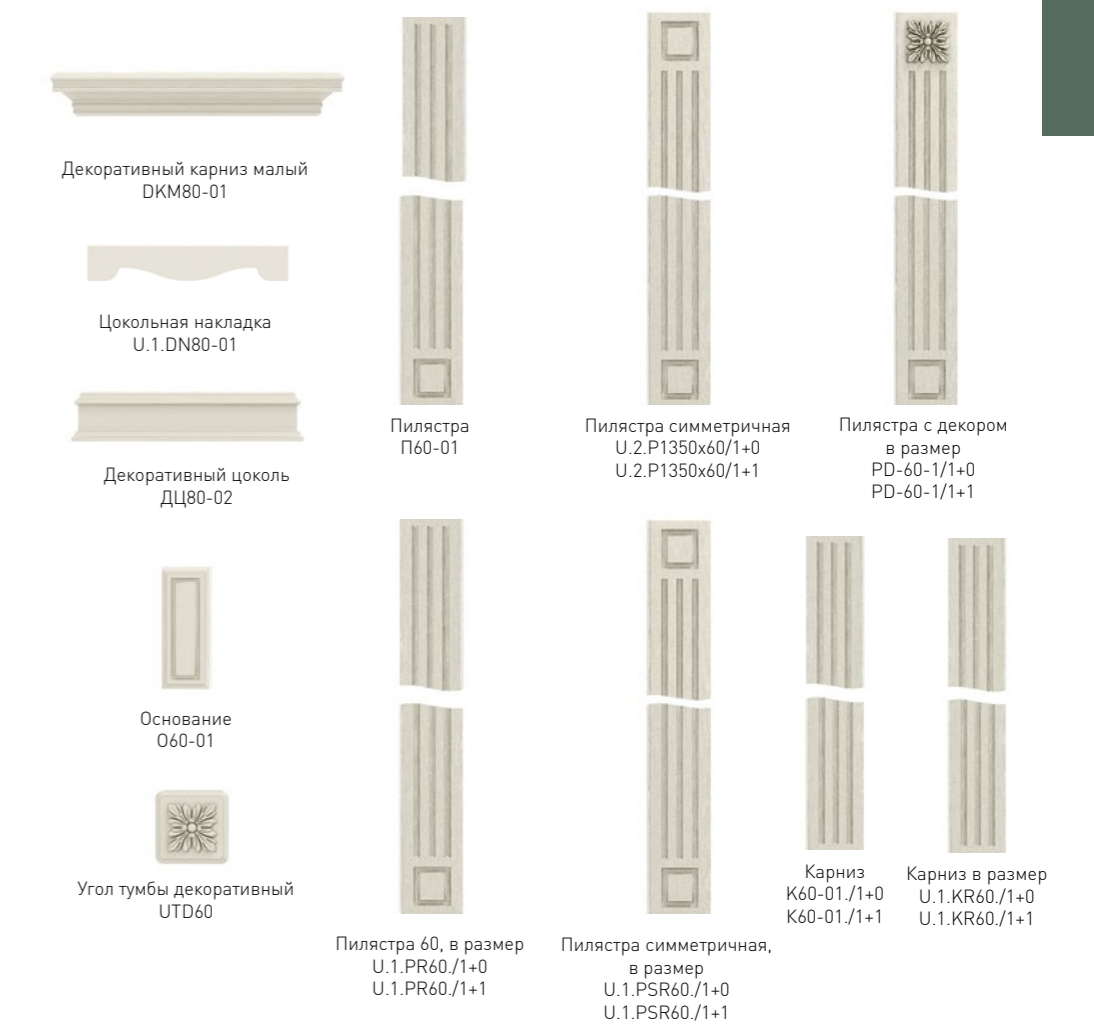 Декоративный карниз малый
DKM80-01
Цокольная накладка
U.1.DN80-01
Декоративный цоколь
ДЦ80-02
Пилястра
П60-01
Пилястра симметричная
U.2.P1350x60/1+0
U.2.P1350x60/1+1
Пилястра с декором
в размер
PD-60-1/1+0
PD-60-1/1+1
Основание
О60-01
Угол тумбы декоративный
UTD60
Пилястра 60, в размер
U.1.PR60./1+0
U.1.PR60./1+1
Пилястра симметричная,
в размер
U.1.PSR60./1+0
U.1.PSR60./1+1
Карниз
К60-01./1+0
К60-01./1+1
Карниз в размер
U.1.KR60./1+0
U.1.KR60./1+1